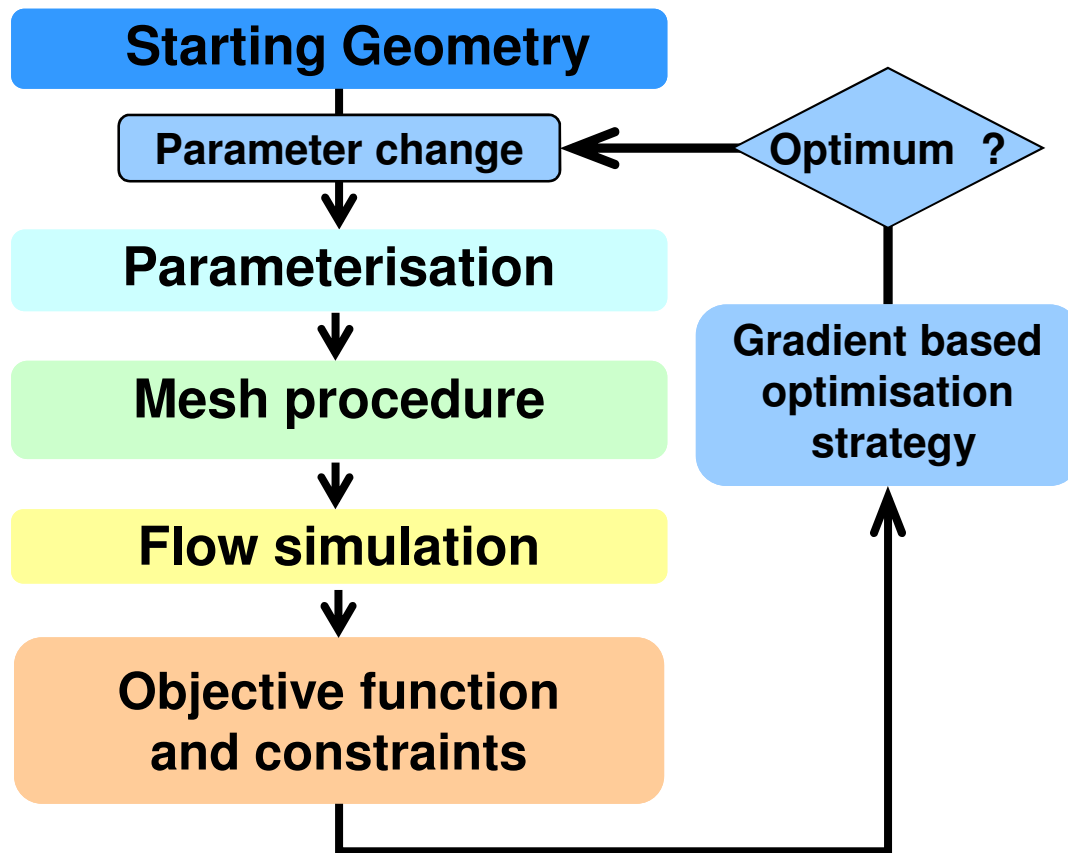 Starting Geometry
Parameter change
Optimum ?
Parameterisation
Mesh procedure
Gradient based
optimisation
strategy
Flow simulation
Objective function
and constraints